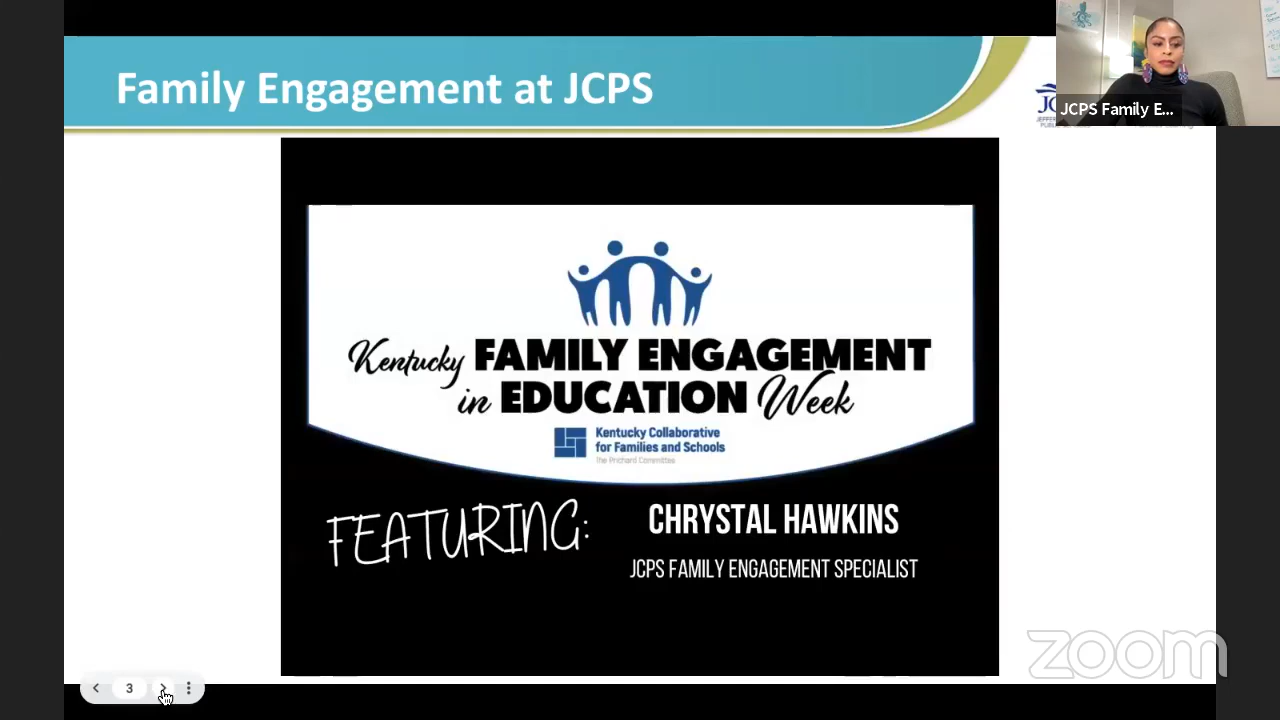 Family Engagement at JCPS
JCPS Family E...
Kentucky FAMILY ENGAGEMENT
in EDUCATION Week
Kentucky Collaborative
for Families and Schools
The Prichard Committee
FEATURING:
CHRYSTAL HAWKINS
JCPS FAMILY ENGAGEMENT SPECIALIST
zoom
3